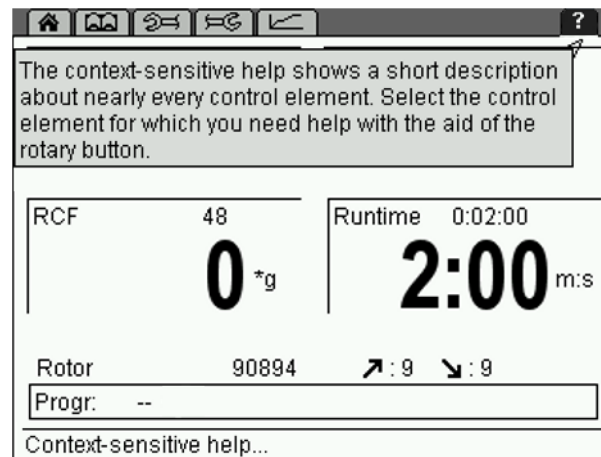 ?
The context-sensitive help shows a short description
about nearly every control element. Select the control
element for which you need help with the aid of the
rotary button.
RCF 48
0 *g
Runtime 0:02:00
2:00 m:s
Rotor 90894 ↗ : 9 ↘ : 9
Progr: --
Context-sensitive help...